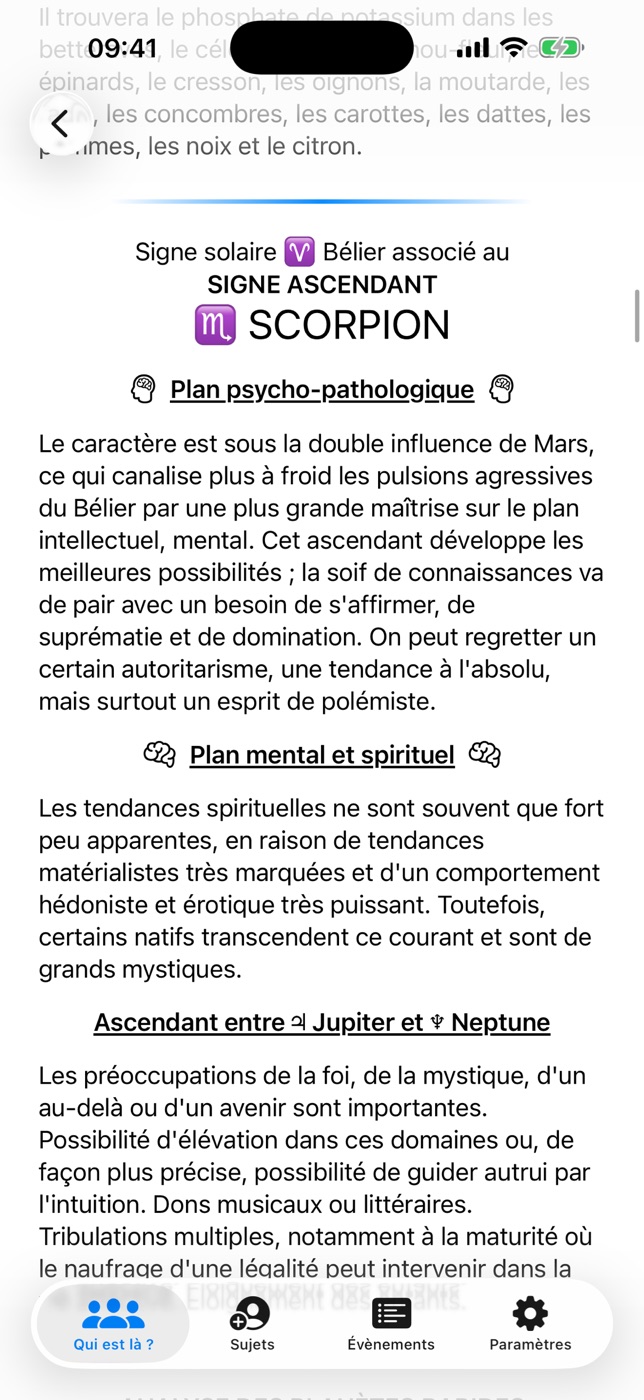 Il trouvera le phosphate de potassium dans les
09:41
épinards, le cresson, les oignons, la moutarde, les
, les concombres, les carottes, les dattes, les
les noix et le citron.
Signe solaire ♈ Bélier associé au
SIGNE ASCENDANT
♏ SCORPION
Plan psycho-pathologique
Le caractère est sous la double influence de Mars,
ce qui canalise plus à froid les pulsions agressives
du Bélier par une plus grande maîtrise sur le plan
intellectuel, mental. Cet ascendant développe les
meilleures possibilités ; la soif de connaissances va
de pair avec un besoin de s'affirmer, de
suprématie et de domination. On peut regretter un
certain autoritarisme, une tendance à l'absolu,
mais surtout un esprit de polémiste.
Plan mental et spirituel
Les tendances spirituelles ne sont souvent que fort
peu apparentes, en raison de tendances
matérialistes très marquées et d'un comportement
hédoniste et érotique très puissant. Toutefois,
certains natifs transcendent ce courant et sont de
grands mystiques.
Ascendant entre ♃ Jupiter et ♆ Neptune
Les préoccupations de la foi, de la mystique, d'un
au-delà ou d'un avenir sont importantes.
Possibilité d'élévation dans ces domaines ou, de
façon plus précise, possibilité de guider autrui par
l'intuition. Dons musicaux ou littéraires.
Tribulations multiples, notamment à la maturité où
le naufrage d'une légalité peut intervenir dans la
Éloignement des enfants.
Qui est là ?
Sujets
Évènements
Paramètres